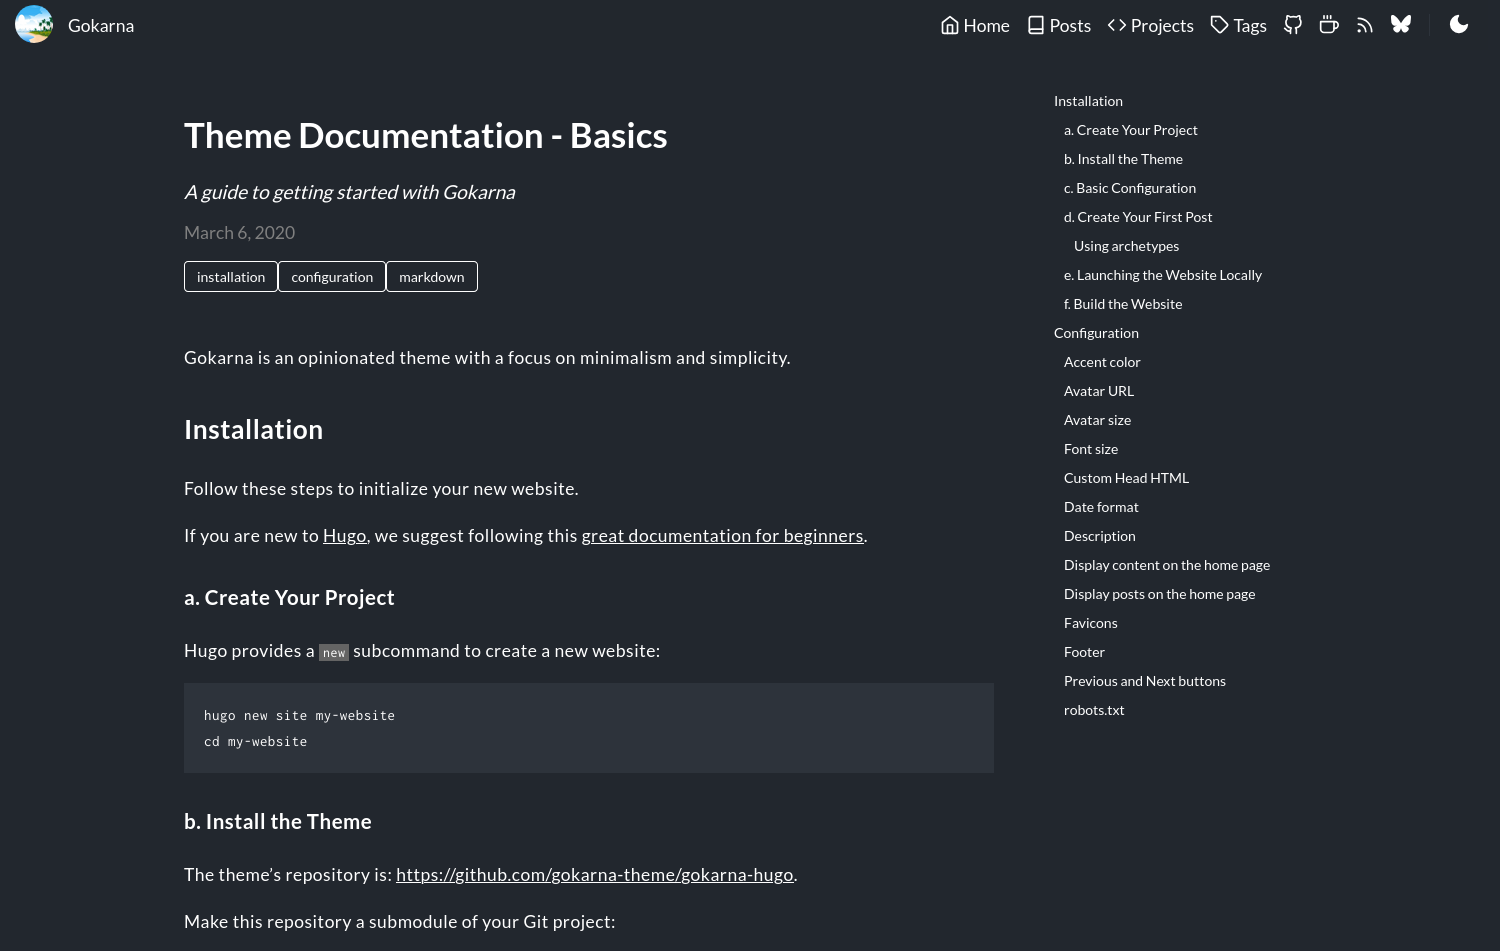 Gokarna
Home
Posts
Projects
Tags
Theme Documentation - Basics
A guide to getting started with Gokarna
March 6, 2020
installation
configuration
markdown
Gokarna is an opinionated theme with a focus on minimalism and simplicity.
Installation
Follow these steps to initialize your new website.
If you are new to Hugo, we suggest following this great documentation for beginners.
a. Create Your Project
Hugo provides a new subcommand to create a new website:
hugo new site my-website
cd my-website
b. Install the Theme
The theme’s repository is: https://github.com/gokarna-theme/gokarna-hugo.
Make this repository a submodule of your Git project:
Installation
a. Create Your Project
b. Install the Theme
c. Basic Configuration
d. Create Your First Post
Using archetypes
e. Launching the Website Locally
f. Build the Website
Configuration
Accent color
Avatar URL
Avatar size
Font size
Custom Head HTML
Date format
Description
Display content on the home page
Display posts on the home page
Favicons
Footer
Previous and Next buttons
robots.txt